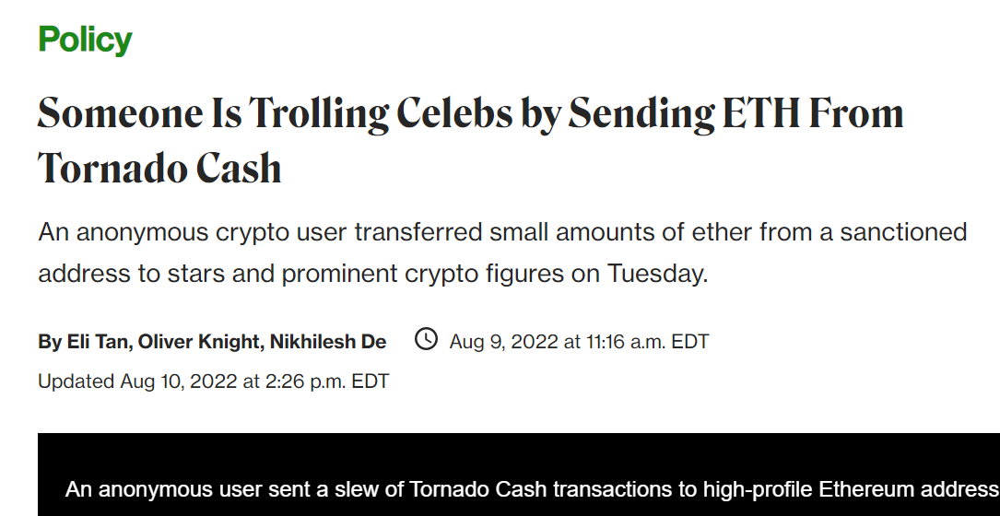 Policy
Someone Is Trolling Celebs by Sending ETH From
Tornado Cash
An anonymous crypto user transferred small amounts of ether from a sanctioned
address to stars and prominent crypto figures on Tuesday.
By Eli Tan, Oliver Knight, Nikhilesh De Aug 9, 2022 at 11:16 a.m. EDT
Updated Aug 10, 2022 at 2:26 p.m. EDT
An anonymous user sent a slew of Tornado Cash transactions to high-profile Ethereum address